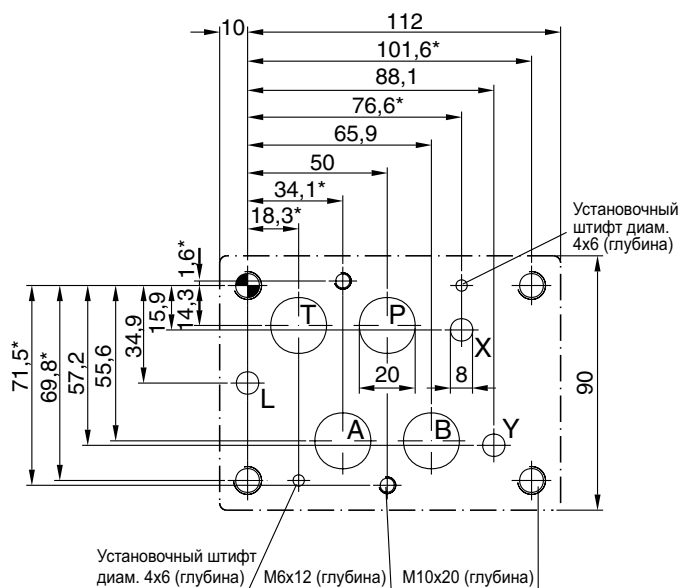 10
112
101,6*
88,1
76,6*
65,9
50
34,1*
18,3*
Установочный
штифт диам.
4х6 (глубина)
1,6*
14,3
15,9
34,9
55,6
57,2
69,8*
71,5*
T
P
X
20
8
90
L
A
B
Y
Установочный штифт
диам. 4х6 (глубина)
M6x12 (глубина)
M10x20 (глубина)